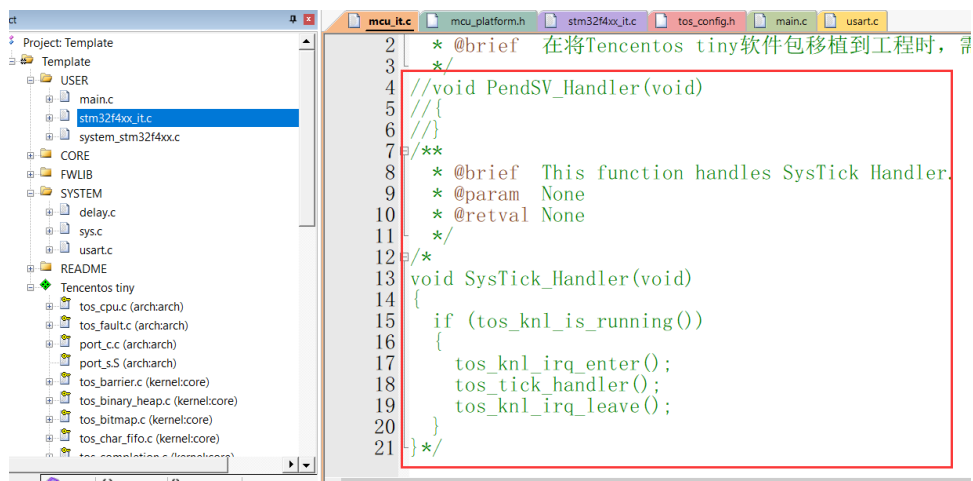 ct
Project: Template
Template
USER
main.c
stm32f4xx_it.c
system_stm32f4xx.c
CORE
FWLIB
SYSTEM
delay.c
sys.c
usart.c
README
Tencentos tiny
tos_cpu.c (arch:arch)
tos_fault.c (arch:arch)
port_c.c (arch:arch)
port_s.S (arch:arch)
tos_barrier.c (kernel:core)
tos_binary_heap.c (kernel:core)
tos_bitmap.c (kernel:core)
tos_char_fifo.c (kernel:core)
tos_completion.c (kernel:core)
mcu_it.c mcu_platform.h stm32f4xx_it.c tos_config.h main.c usart.c
2 * @brief 在将Tencentos tiny软件包移植到工程时，需
3 */
4 //void PendSV_Handler(void)
5 //{
6 //}
7 /**
8 * @brief This function handles SysTick Handler.
9 * @param None
10 * @retval None
11 */
12 /*
13 void SysTick_Handler(void)
14 {
15 if (tos_knl_is_running())
16 {
17 tos_knl_irq_enter();
18 tos_tick_handler();
19 tos_knl_irq_leave();
20 }
21 }*/